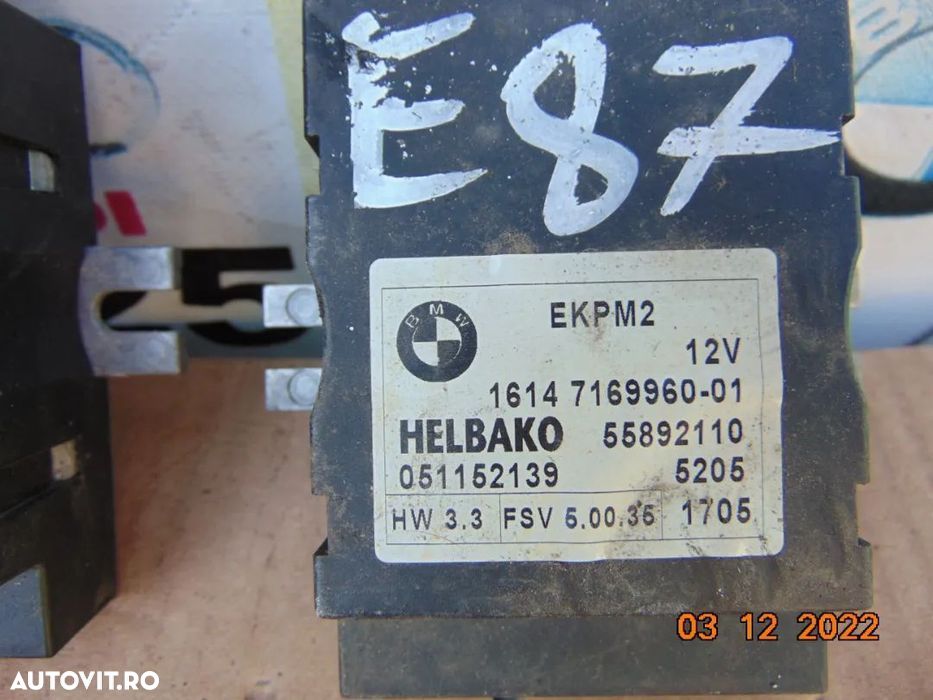 E87
BMW
EKPM2
12V
1614 7169960-01
HELBAKO 55892110
051152139 5205
HW 3.3 FSV 5.00.35 1705
25
03 12 2022
AUTOVIT.RO